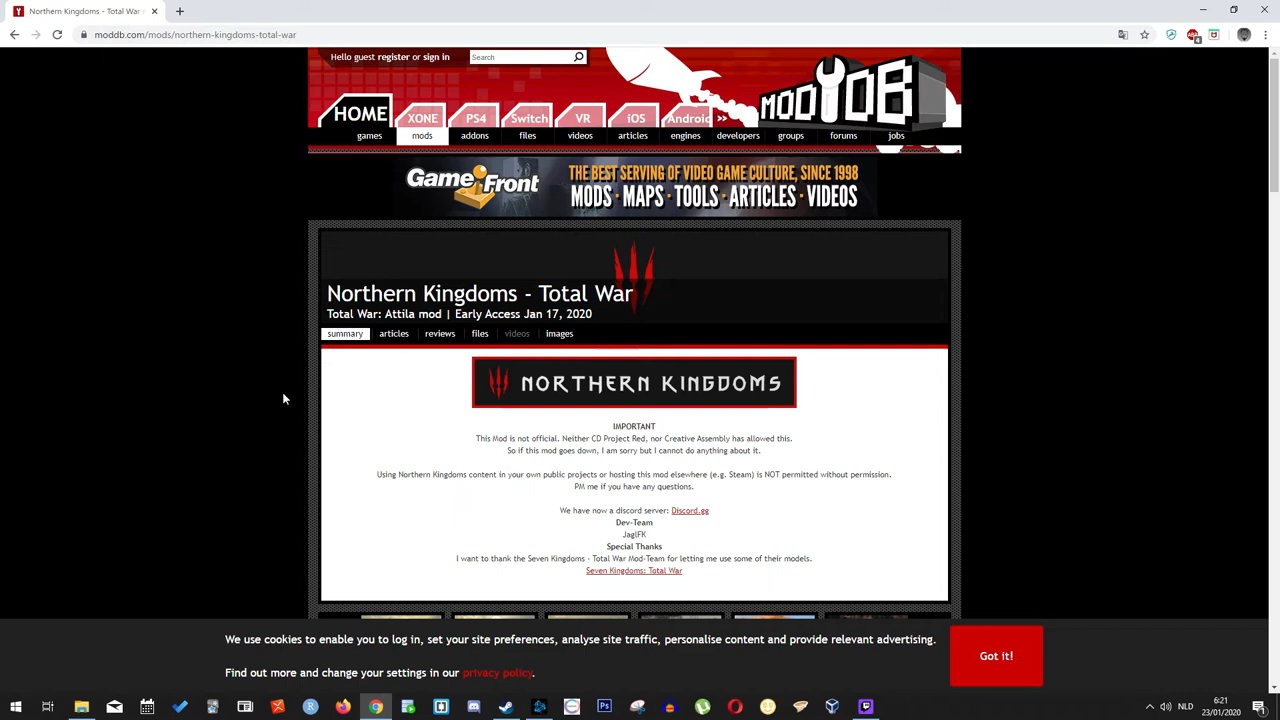 Northern Kingdoms - Total War
moddb.com/mods/northern-kingdoms-total-war
Hello guest register or sign in
Search
MODDB
HOME XONE PS4 Switch VR iOS Android »
games mods addons files videos articles engines developers groups forums jobs
GameFront
THE BEST SERVING OF VIDEO GAME CULTURE, SINCE 1998
MODS · MAPS · TOOLS · ARTICLES · VIDEOS
Northern Kingdoms - Total War
Total War: Attila mod | Early Access Jan 17, 2020
summary articles reviews files videos images
NORTHERN KINGDOMS
IMPORTANT
This Mod is not official. Neither CD Project Red, nor Creative Assembly has allowed this.
So if this mod goes down, I am sorry but I cannot do anything about it.
Using Northern Kingdoms content in your own public projects or hosting this mod elsewhere (e.g. Steam) is NOT permitted without permission.
PM me if you have any questions.
We have now a discord server: Discord.gg
Dev-Team
JaglFK
Special Thanks
I want to thank the Seven Kingdoms - Total War Mod-Team for letting me use some of their models.
Seven Kingdoms: Total War
We use cookies to enable you to log in, set your site preferences, analyse site traffic, personalise content and provide relevant advertising.
Find out more and change your settings in our privacy policy.
Got it!
NLD
6:21
23/01/2020